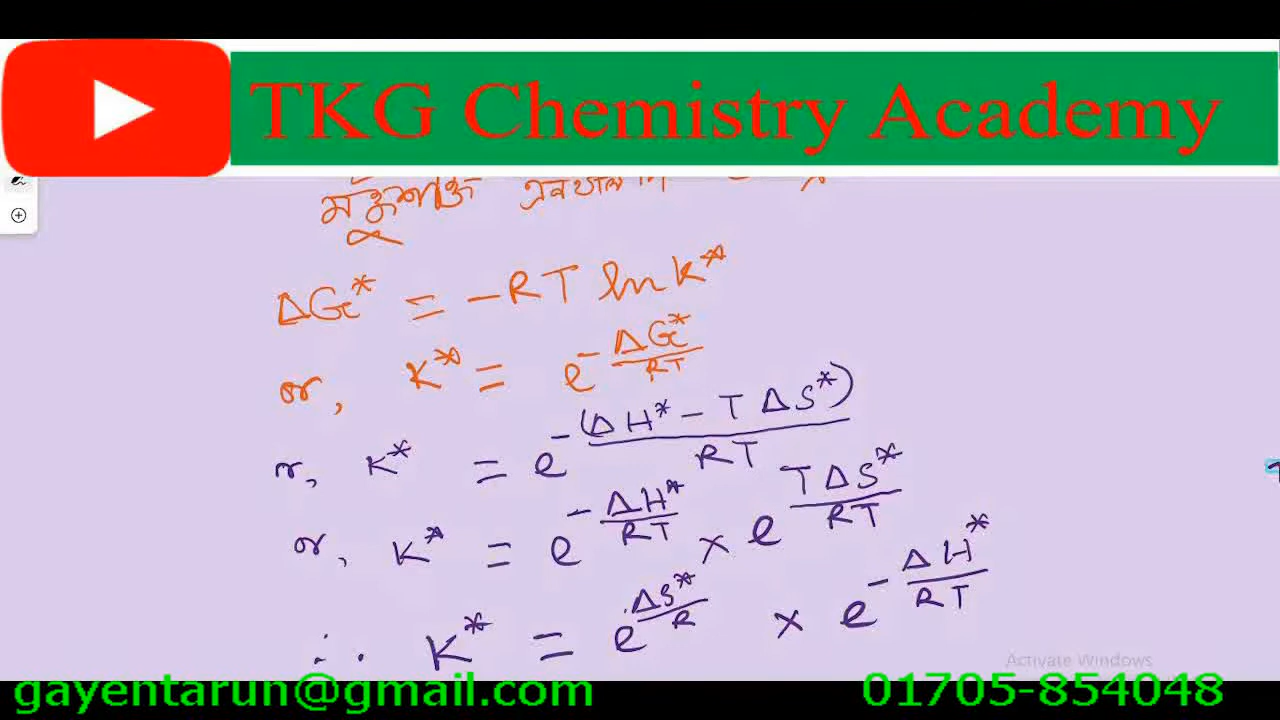 TKG Chemistry Academy
ΔG* = -RT ln K*
or, K* = e^(-ΔG*/RT)
or, K* = e^(-(ΔH* - TΔS*)/RT)
or, K* = e^(-ΔH*/RT) × e^(TΔS*/RT)
∴ K* = e^(ΔS*/R) × e^(-ΔH*/RT)
Activate Windows
gayentarun@gmail.com 01705-854048